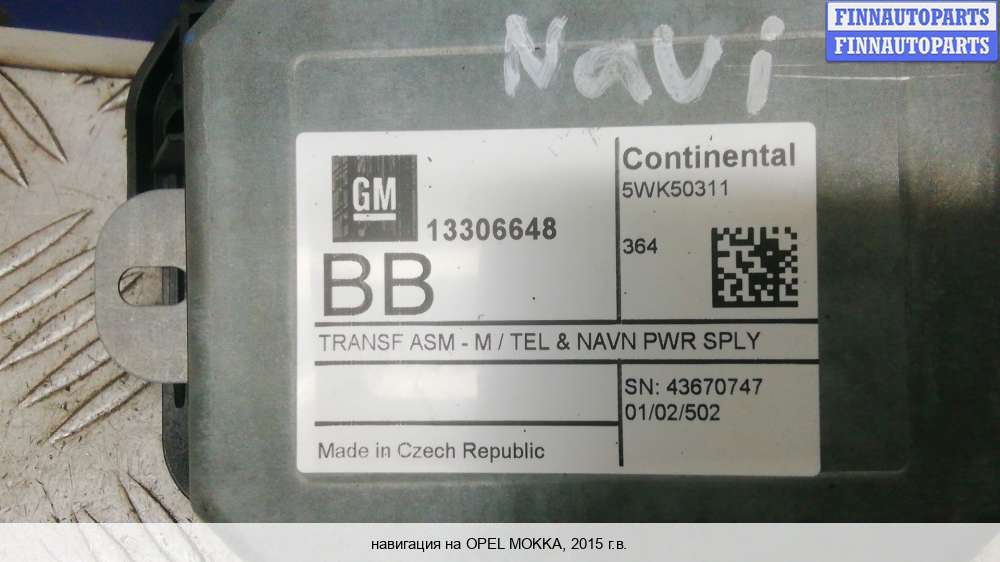 FINNAUTOPARTS
FINNAUTOPARTS
Navi
GM
13306648
BB
Continental
5WK50311
364
TRANSF ASM - M / TEL & NAVN PWR SPLY
SN: 43670747
01/02/502
Made in Czech Republic
навигация на OPEL MOKKA, 2015 г.в.